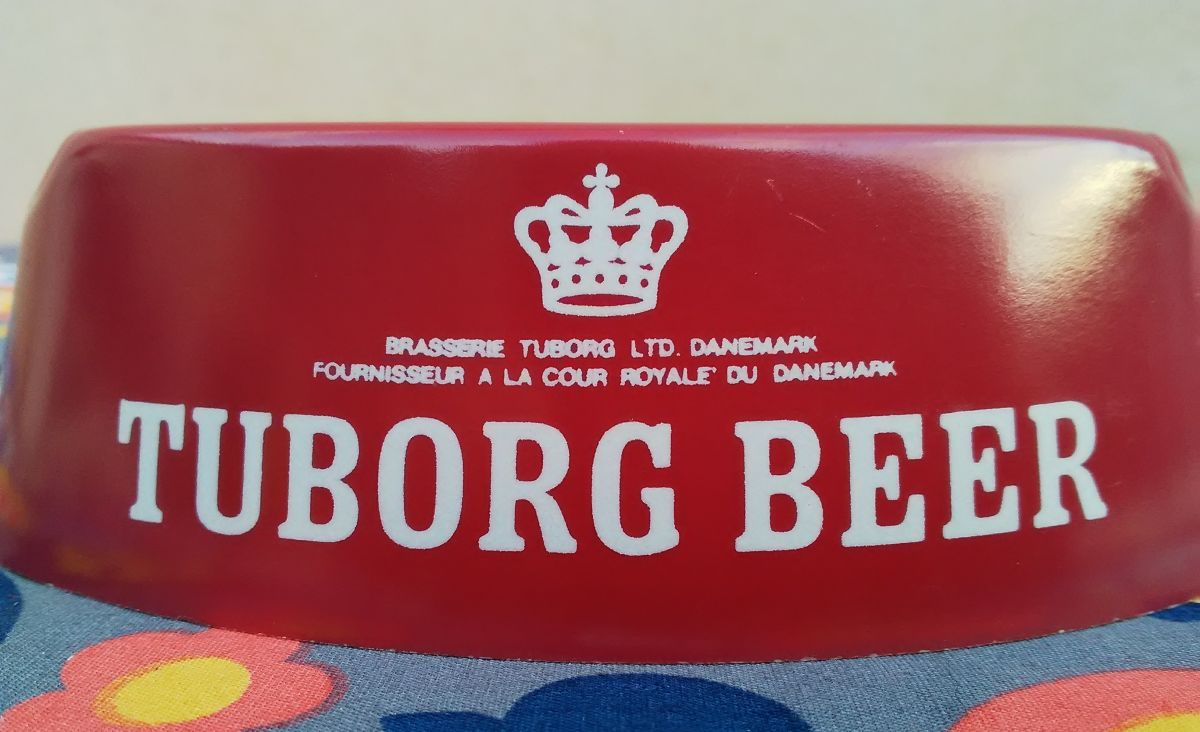 BRASSERIE TUBORG LTD. DANEMARK
FOURNISSEUR A LA COUR ROYALE' DU DANEMARK
TUBORG BEER